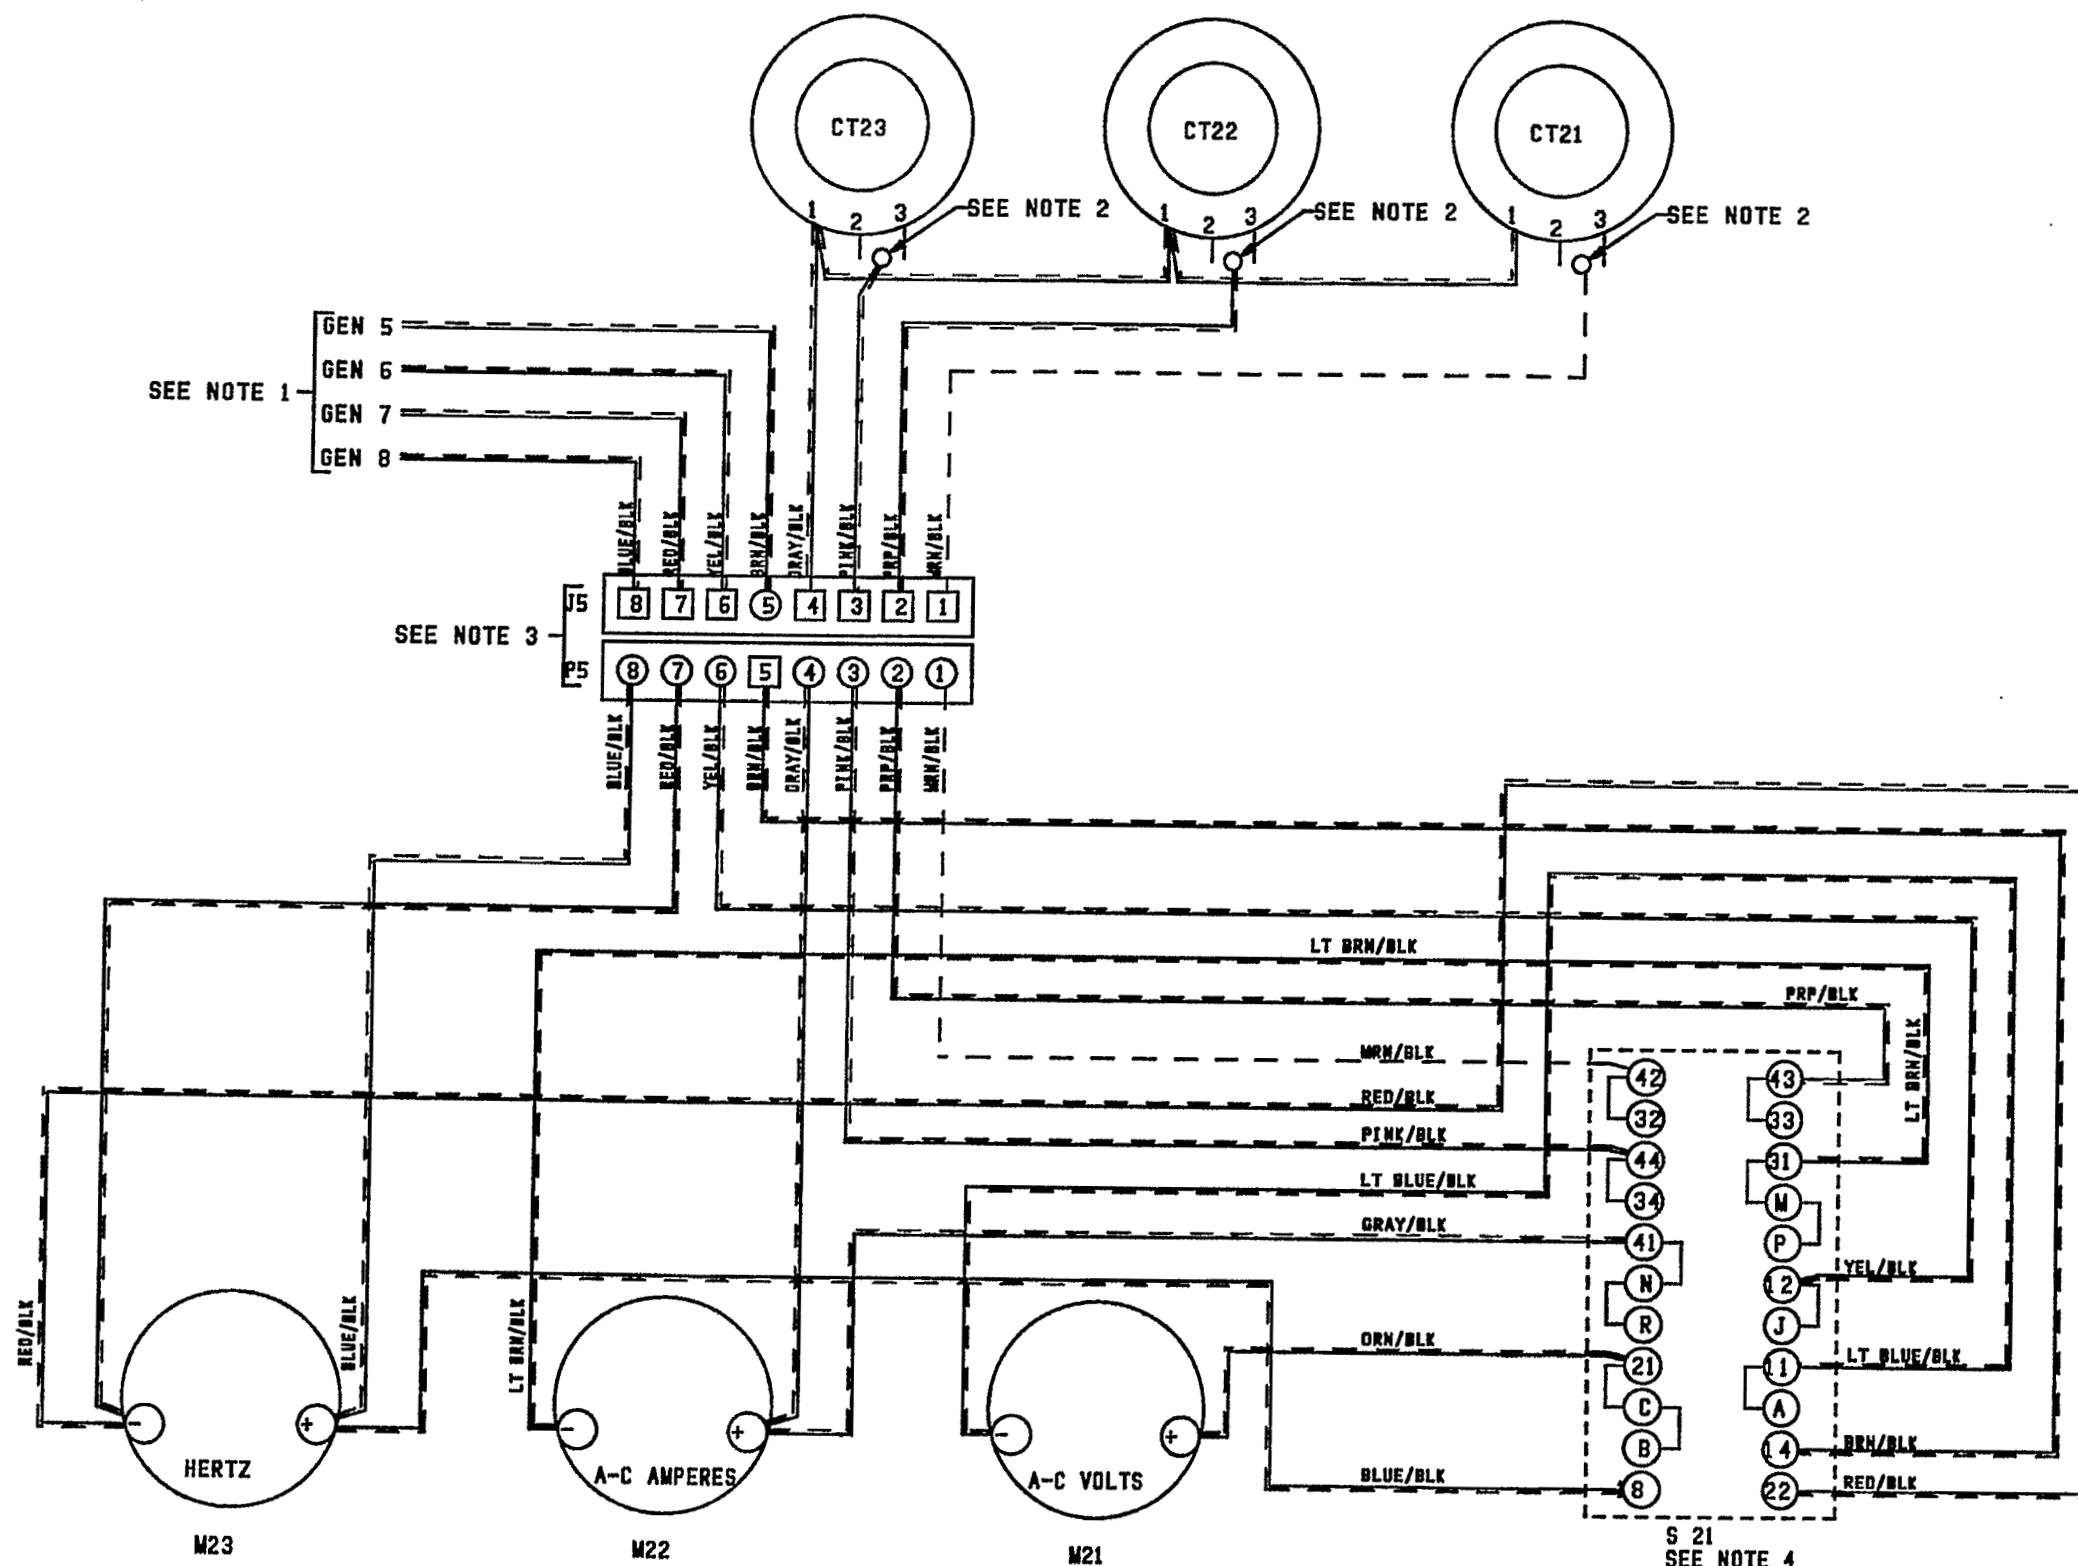 CT23
CT22
CT21
1 2 3
SEE NOTE 2
1 2 3
SEE NOTE 2
1 2 3
SEE NOTE 2
GEN 5
GEN 6
SEE NOTE 1
GEN 7
GEN 8
BLUE/BLK
RED/BLK
YEL/BLK
BRN/BLK
GRAY/BLK
PINK/BLK
PRP/BLK
MRN/BLK
J5
8 7 6 5 4 3 2 1
SEE NOTE 3
P5
8 7 6 5 4 3 2 1
BLUE/BLK
RED/BLK
YEL/BLK
BRN/BLK
GRAY/BLK
PINK/BLK
PRP/BLK
MRN/BLK
LT BRN/BLK
PRP/BLK
LT BRN/BLK
MRN/BLK
RED/BLK
PINK/BLK
LT BLUE/BLK
GRAY/BLK
ORN/BLK
BLUE/BLK
42 43
32 33
44 31
34 M
41 P
N 12
R J
21 11
C A
B 14
8 22
YEL/BLK
LT BLUE/BLK
BRN/BLK
RED/BLK
RED/BLK
BLUE/BLK
LT BRN/BLK
- +
HERTZ
- +
A-C AMPERES
- +
A-C VOLTS
M23
M22
M21
S 21
SEE NOTE 4